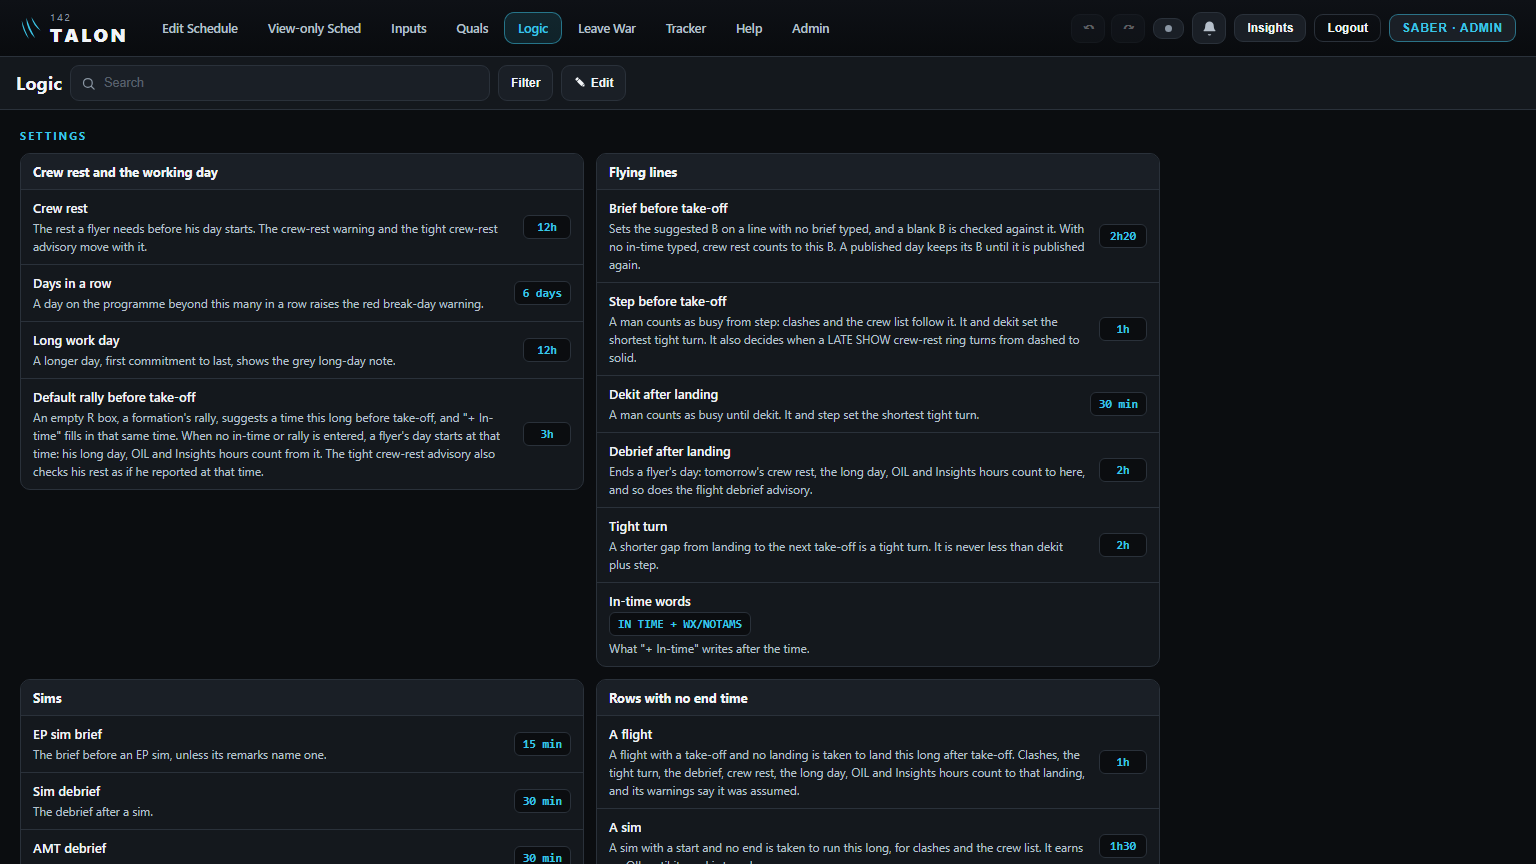 142
TALON
Edit Schedule
View-only Sched
Inputs
Quals
Logic
Leave War
Tracker
Help
Admin
Insights
Logout
SABER · ADMIN
Logic
Search
Filter
Edit
SETTINGS
Crew rest and the working day
Crew rest
The rest a flyer needs before his day starts. The crew-rest warning and the tight crew-rest
advisory move with it.
12h
Days in a row
A day on the programme beyond this many in a row raises the red break-day warning.
6 days
Long work day
A longer day, first commitment to last, shows the grey long-day note.
12h
Default rally before take-off
An empty R box, a formation's rally, suggests a time this long before take-off, and "+ In-
time" fills in that same time. When no in-time or rally is entered, a flyer's day starts at that
time: his long day, OIL and Insights hours count from it. The tight crew-rest advisory also
checks his rest as if he reported at that time.
3h
Flying lines
Brief before take-off
Sets the suggested B on a line with no brief typed, and a blank B is checked against it. With
no in-time typed, crew rest counts to this B. A published day keeps its B until it is published
again.
2h20
Step before take-off
A man counts as busy from step: clashes and the crew list follow it. It and dekit set the
shortest tight turn. It also decides when a LATE SHOW crew-rest ring turns from dashed to
solid.
1h
Dekit after landing
A man counts as busy until dekit. It and step set the shortest tight turn.
30 min
Debrief after landing
Ends a flyer's day: tomorrow's crew rest, the long day, OIL and Insights hours count to here,
and so does the flight debrief advisory.
2h
Tight turn
A shorter gap from landing to the next take-off is a tight turn. It is never less than dekit
plus step.
2h
In-time words
IN TIME + WX/NOTAMS
What "+ In-time" writes after the time.
Sims
EP sim brief
The brief before an EP sim, unless its remarks name one.
15 min
Sim debrief
The debrief after a sim.
30 min
AMT debrief
30 min
Rows with no end time
A flight
A flight with a take-off and no landing is taken to land this long after take-off. Clashes, the
tight turn, the debrief, crew rest, the long day, OIL and Insights hours count to that landing,
and its warnings say it was assumed.
1h
A sim
A sim with a start and no end is taken to run this long, for clashes and the crew list. It earns
1h30